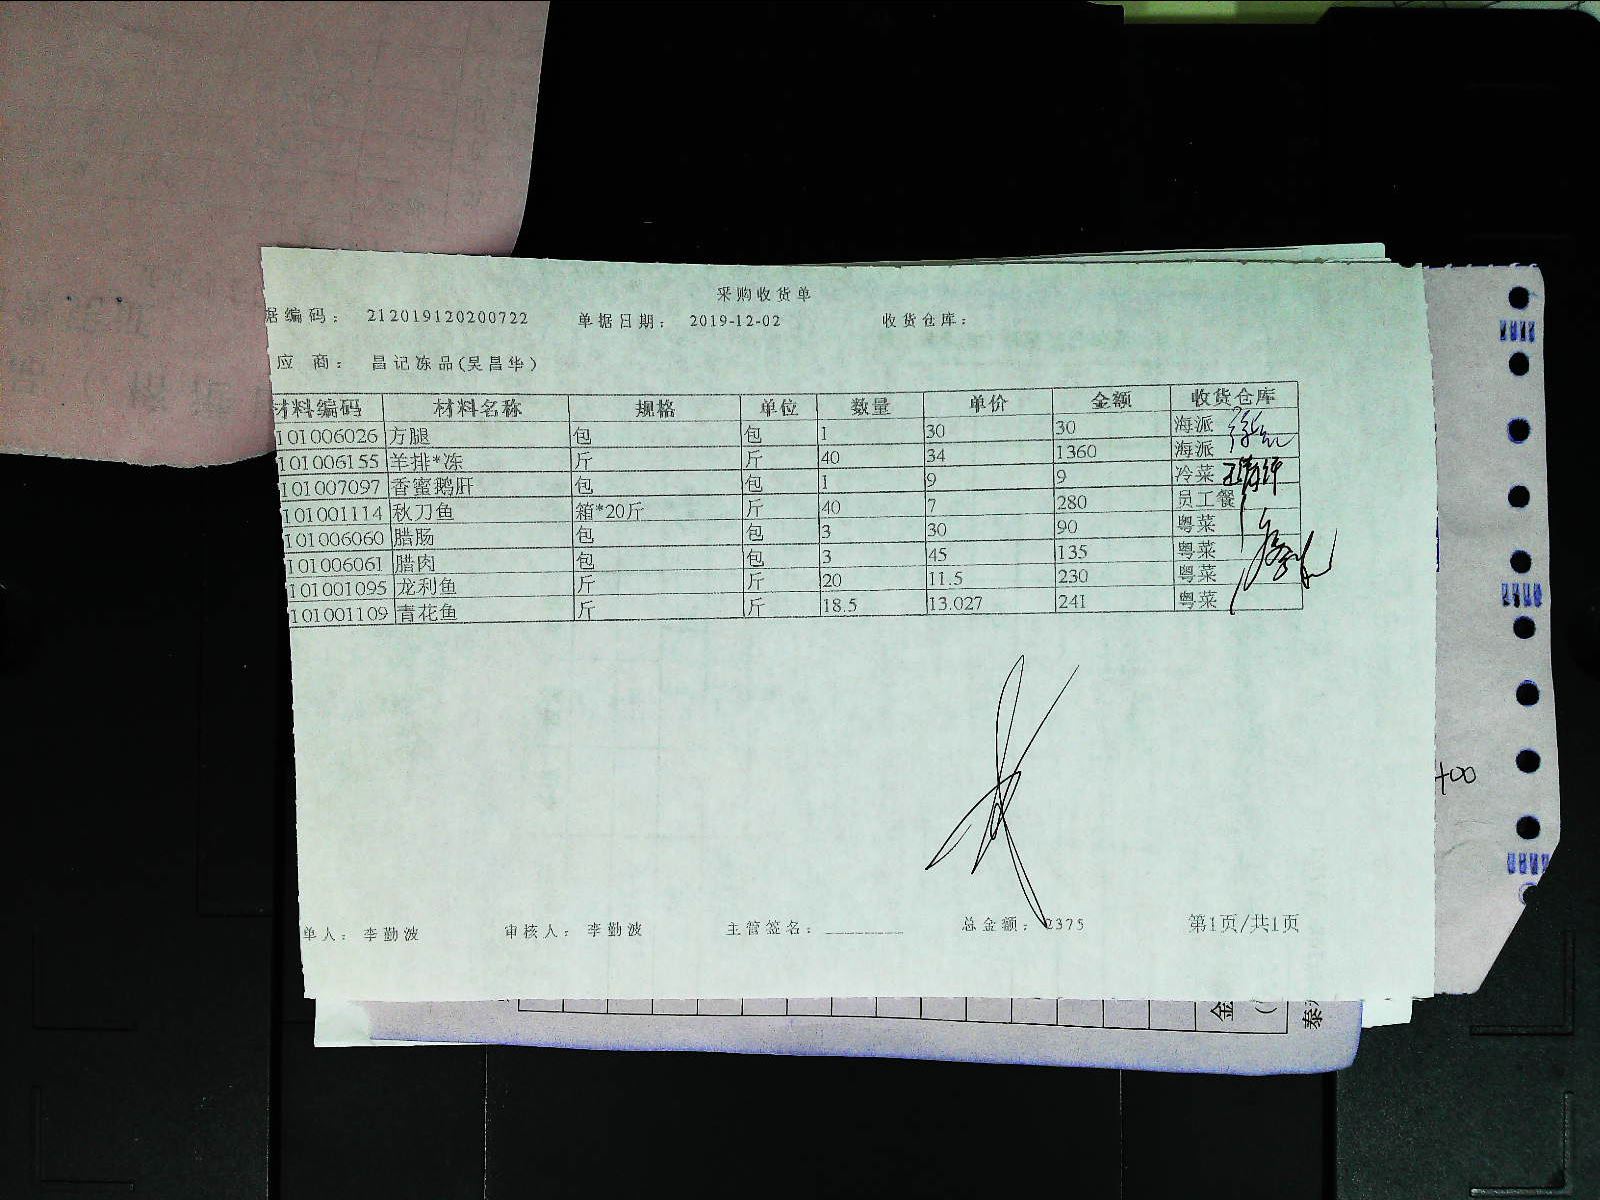 采购收货单
据编码： 212019120200722 单据日期： 2019-12-02 收货仓库：
应 商： 昌记冻品(吴昌华)
材料编码 材料名称 规格 单位 数量 单价 金额 收货仓库
101006026 方腿 包 包 1 30 30 海派
101006155 羊排*冻 斤 斤 40 34 1360 海派
101007097 香蜜鹅肝 包 包 1 9 9 冷菜
101001114 秋刀鱼 箱*20斤 斤 40 7 280 员工餐
101006060 腊肠 包 包 3 30 90 粤菜
101006061 腊肉 包 包 3 45 135 粤菜
101001095 龙利鱼 斤 斤 20 11.5 230 粤菜
101001109 青花鱼 斤 斤 18.5 13.027 241 粤菜
单人： 李勤波 审核人： 李勤波 主管签名： 总金额： 2375 第1页/共1页
400
金
泰